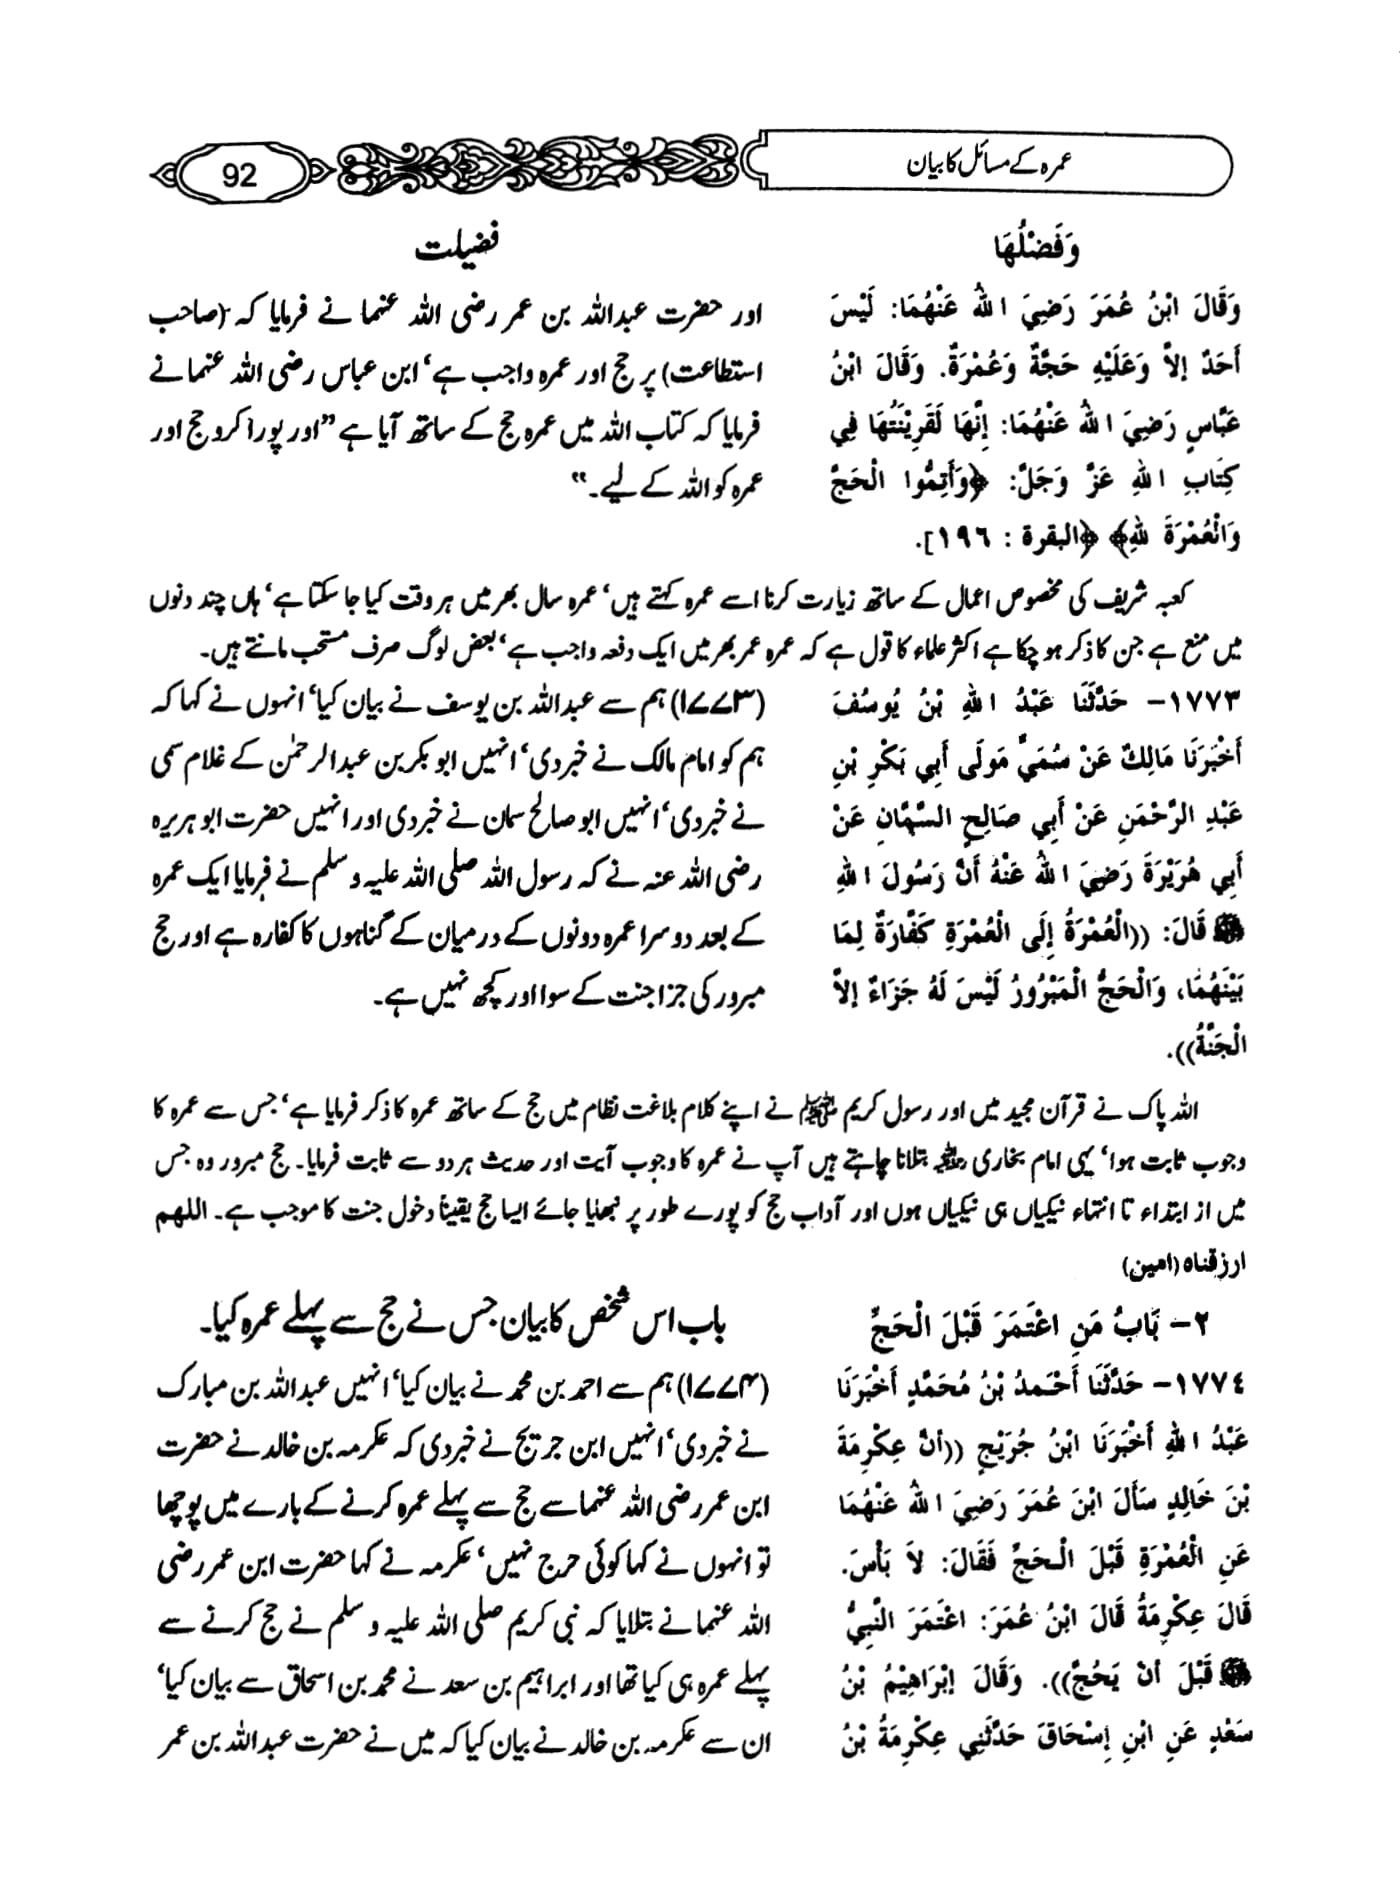 عمرہ کے مسائل کا بیان
92
وَفَضْلُهَا
وَقَالَ ابْنُ عُمَرَ رَضِيَ اللهُ عَنْهُمَا: لَيْسَ
أَحَدٌ إِلاَّ وَعَلَيْهِ حَجَّةٌ وَعُمْرَةٌ. وَقَالَ ابْنُ
عَبَّاسٍ رَضِيَ اللهُ عَنْهُمَا: إِنَّهَا لَقَرِيْنَتُهَا فِي
كِتَابِ اللهِ عَزَّ وَجَلَّ: ﴿وَأَتِمُّوا الْحَجَّ
وَالْعُمْرَةَ للهِ﴾ ﴿البقرة : ١٩٦].
فضیلت
اور حضرت عبداللہ بن عمر رضی اللہ عنہما نے فرمایا کہ (صاحب
استطاعت) پر حج اور عمرہ واجب ہے‘ ابن عباس رضی اللہ عنہما نے
فرمایا کہ کتاب اللہ میں عمرہ حج کے ساتھ آیا ہے ”اور پورا کرو حج اور
عمرہ کو اللہ کے لیے۔“
کعبہ شریف کی مخصوص اعمال کے ساتھ زیارت کرنا اسے عمرہ کہتے ہیں‘ عمرہ سال بھر میں ہر وقت کیا جا سکتا ہے‘ ہاں چند دنوں
میں منع ہے جن کا ذکر ہو چکا ہے اکثر علماء کا قول ہے کہ عمرہ عمر بھر میں ایک دفعہ واجب ہے‘ بعض لوگ صرف مستحب مانتے ہیں۔
١٧٧٣- حَدَّثَنَا عَبْدُ اللهِ بْنُ يُوسُفَ
أَخْبَرَنَا مَالِكٌ عَنْ سُمَيٍّ مَولَى أَبِي بَكْرِ بْنِ
عَبْدِ الرَّحْمَنِ عَنْ أَبِي صَالِحٍ السَّمَّانِ عَنْ
أَبِي هُرَيْرَةَ رَضِيَ اللهُ عَنْهُ أَنَّ رَسُولَ اللهِ
ﷺ قَالَ: ((الْعُمْرَةُ إِلَى الْعُمْرَةِ كَفَّارَةٌ لِمَا
بَيْنَهُمَا، وَالْحَجُّ الْمَبْرُورُ لَيْسَ لَهُ جَزَاءٌ إِلاَّ
الْجَنَّةُ)).
(۱۷۷۳) ہم سے عبداللہ بن یوسف نے بیان کیا‘ انہوں نے کہا کہ
ہم کو امام مالک نے خبر دی‘ انہیں ابوبکر بن عبدالرحمٰن کے غلام سمی
نے خبر دی‘ انہیں ابو صالح سمان نے خبر دی اور انہیں حضرت ابو ہریرہ
رضی اللہ عنہ نے کہ رسول اللہ صلی اللہ علیہ و سلم نے فرمایا ایک عمرہ
کے بعد دوسرا عمرہ دونوں کے درمیان کے گناہوں کا کفارہ ہے اور حج
مبرور کی جزا جنت کے سوا اور کچھ نہیں ہے۔
اللہ پاک نے قرآن مجید میں اور رسول کریم ﷺ نے اپنے کلام بلاغت نظام میں حج کے ساتھ عمرہ کا ذکر فرمایا ہے‘ جس سے عمرہ کا
وجوب ثابت ہوا‘ یہی امام بخاری رحمہ اللہ بتلانا چاہتے ہیں آپ نے عمرہ کا وجوب آیت اور حدیث ہر دو سے ثابت فرمایا۔ حج مبرور وہ جس
میں از ابتداء تا انتہاء نیکیاں ہی نیکیاں ہوں اور آداب حج کو پورے طور پر نبھایا جائے ایسا حج یقیناً دخول جنت کا موجب ہے۔ اللھم
ارزقناہ (امین)
٢- بَابُ مَنِ اعْتَمَرَ قَبْلَ الْحَجِّ
باب اس شخص کا بیان جس نے حج سے پہلے عمرہ کیا۔
١٧٧٤- حَدَّثَنَا أَحْمَدُ بْنُ مُحَمَّدٍ أَخْبَرَنَا
عَبْدُ اللهِ أَخْبَرَنَا ابْنُ جُرَيْجٍ ((أَنَّ عِكْرِمَةَ
بْنَ خَالِدٍ سَأَلَ ابْنَ عُمَرَ رَضِيَ اللهُ عَنْهُمَا
عَنِ الْعُمْرَةِ قَبْلَ الْحَجِّ فَقَالَ: لاَ بَأْسَ.
قَالَ عِكْرِمَةُ قَالَ ابْنُ عُمَرَ: اعْتَمَرَ النَّبِيُّ
ﷺ قَبْلَ أَنْ يَحُجَّ)). وَقَالَ إِبْرَاهِيْمُ بْنُ
سَعْدٍ عَنِ ابْنِ إِسْحَاقَ حَدَّثَنِي عِكْرِمَةُ بْنُ
(۱۷۷۴) ہم سے احمد بن محمد نے بیان کیا‘ انہیں عبداللہ بن مبارک
نے خبر دی‘ انہیں ابن جریج نے خبر دی کہ عکرمہ بن خالد نے حضرت
ابن عمر رضی اللہ عنہما سے حج سے پہلے عمرہ کرنے کے بارے میں پوچھا
تو انہوں نے کہا کوئی حرج نہیں‘ عکرمہ نے کہا حضرت ابن عمر رضی
اللہ عنہما نے بتلایا کہ نبی کریم صلی اللہ علیہ و سلم نے حج کرنے سے
پہلے عمرہ ہی کیا تھا اور ابراہیم بن سعد نے محمد بن اسحاق سے بیان کیا‘
ان سے عکرمہ بن خالد نے بیان کیا کہ میں نے حضرت عبداللہ بن عمر